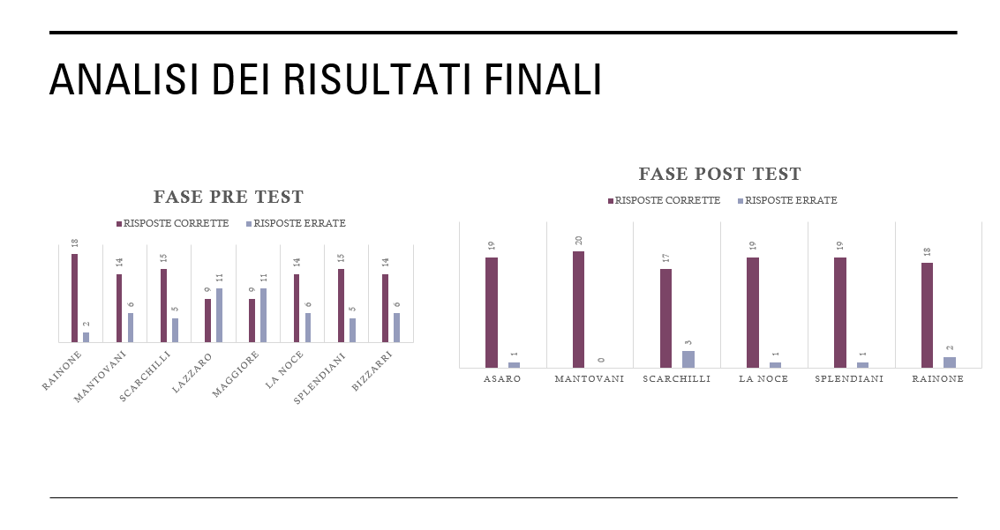 ANALISI DEI RISULTATI FINALI
FASE PRE TEST
RISPOSTE CORRETTE RISPOSTE ERRATE
18 2 14 6 15 5 9 11 9 11 14 6 15 5 14 6
RAINONE MANTOVANI SCARCHILLI LAZZARO MAGGIORE LA NOCE SPLENDIANI BIZZARRI
FASE POST TEST
RISPOSTE CORRETTE RISPOSTE ERRATE
19 1 20 0 17 3 19 1 19 1 18 2
ASARO MANTOVANI SCARCHILLI LA NOCE SPLENDIANI RAINONE